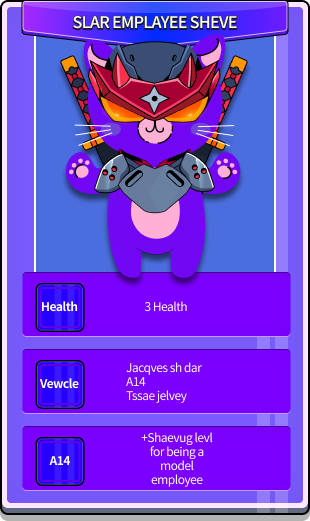 SLAR EMPLOYEE SHEVE
Health
3 Health
Vewcle
Jacqves sh dar
A14
Tssae jelvey
A14
+Shaevug levl
for being a
model
employee